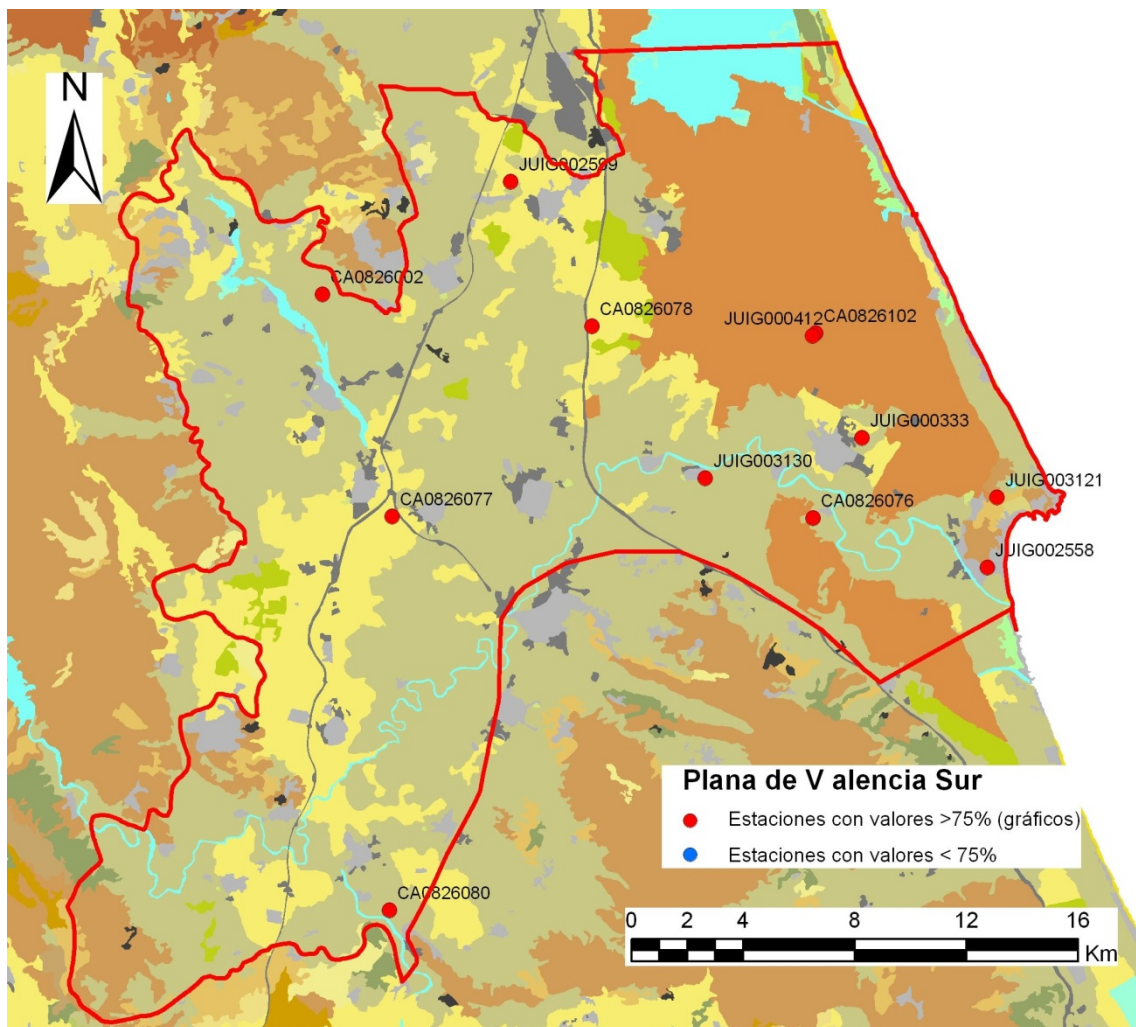 N
JUIG002599
CA0826002
CA0826078
JUIG000412
CA0826102
JUIG000333
JUIG003130
JUIG003121
CA0826077
CA0826076
JUIG002558
Plana de V alencia Sur
Estaciones con valores >75% (gráficos)
Estaciones con valores < 75%
CA0826080
0 2 4 8 12 16
Km